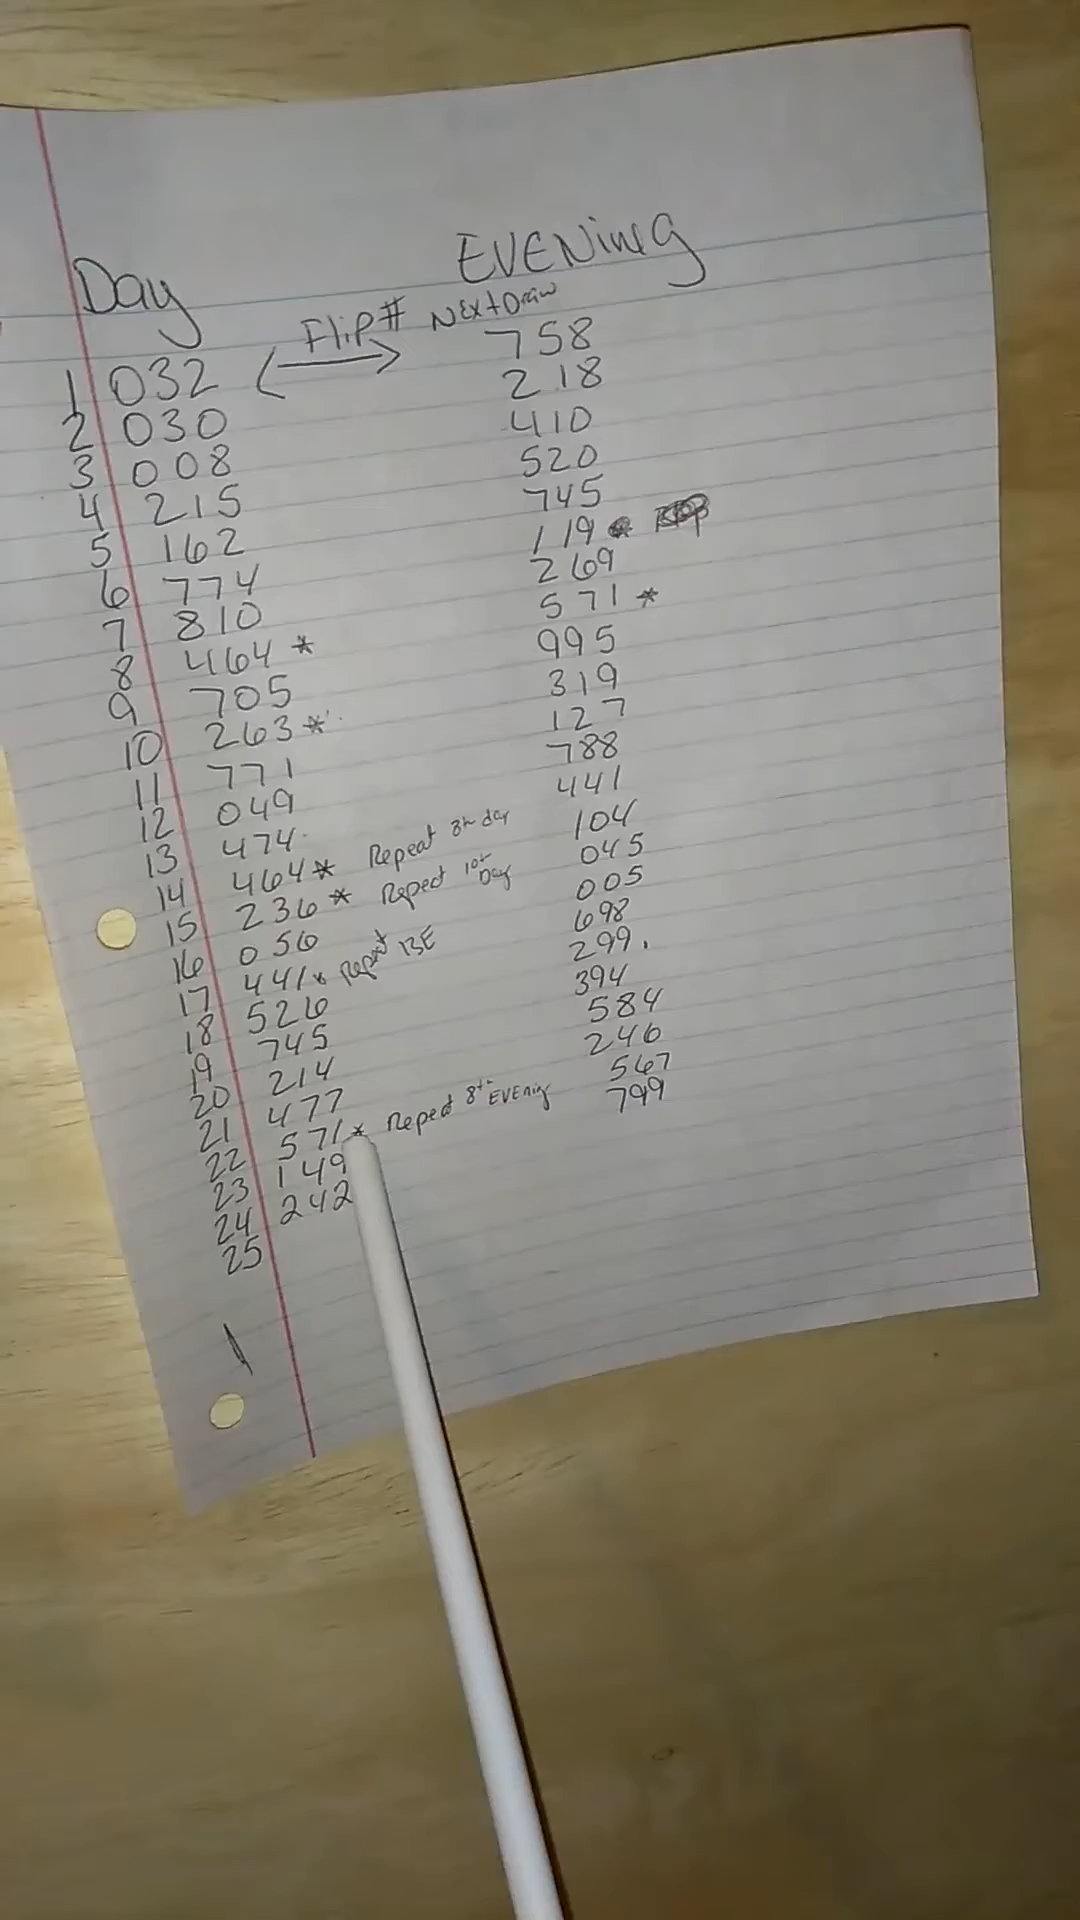 Day EVENING
Flip # Next Draw
1 032 758
2 030 218
3 008 410
4 215 520
5 162 745
6 774 119 *
7 810 269
8 464 * 571 *
9 705 995
10 263 * 319
11 771 127
12 049 788
13 474 441
14 464 * Repeat 8th day 104
15 236 * Repeat 10th Day 045
16 056 005
17 441 * Repeat 13E 698
18 526 299.
19 745 394
20 214 584
21 477 246
22 571 * Repeat 8th EVEning 567
23 149 799
24 242
25